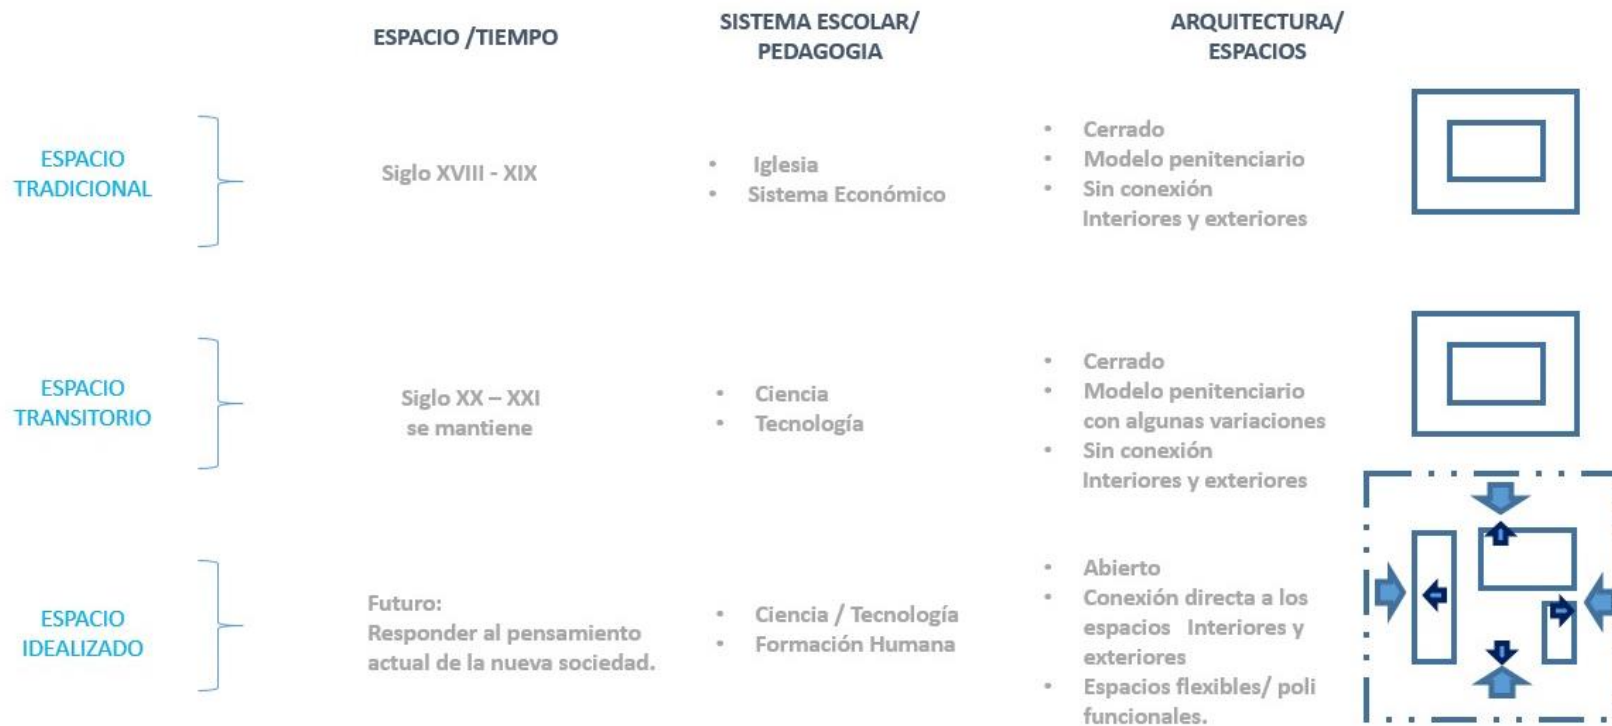 ESPACIO /TIEMPO
SISTEMA ESCOLAR/
PEDAGOGIA
ARQUITECTURA/
ESPACIOS
ESPACIO
TRADICIONAL
Siglo XVIII - XIX
• Iglesia
• Sistema Económico
• Cerrado
• Modelo penitenciario
• Sin conexión
Interiores y exteriores
ESPACIO
TRANSITORIO
Siglo XX – XXI
se mantiene
• Ciencia
• Tecnología
• Cerrado
• Modelo penitenciario
con algunas variaciones
• Sin conexión
Interiores y exteriores
ESPACIO
IDEALIZADO
Futuro:
Responder al pensamiento
actual de la nueva sociedad.
• Ciencia / Tecnología
• Formación Humana
• Abierto
• Conexión directa a los
espacios Interiores y
exteriores
• Espacios flexibles/ poli
funcionales.